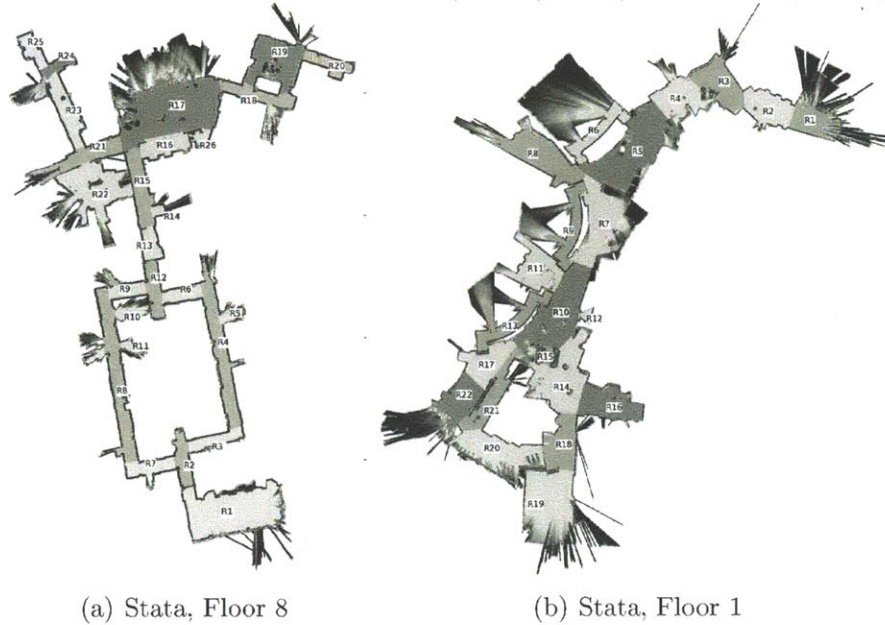 R25
R24
R19
R20
R23
R17
R18
R21
R16
R26
R15
R22
R14
R13
R12
R9
R6
R10
R5
R11
R4
R8
R3
R7
R2
R1
R3
R4
R2
R1
R6
R5
R8
R9
R7
R11
R10
R12
R13
R15
R17
R14
R22
R16
R21
R18
R20
R19
(a) Stata, Floor 8
(b) Stata, Floor 1